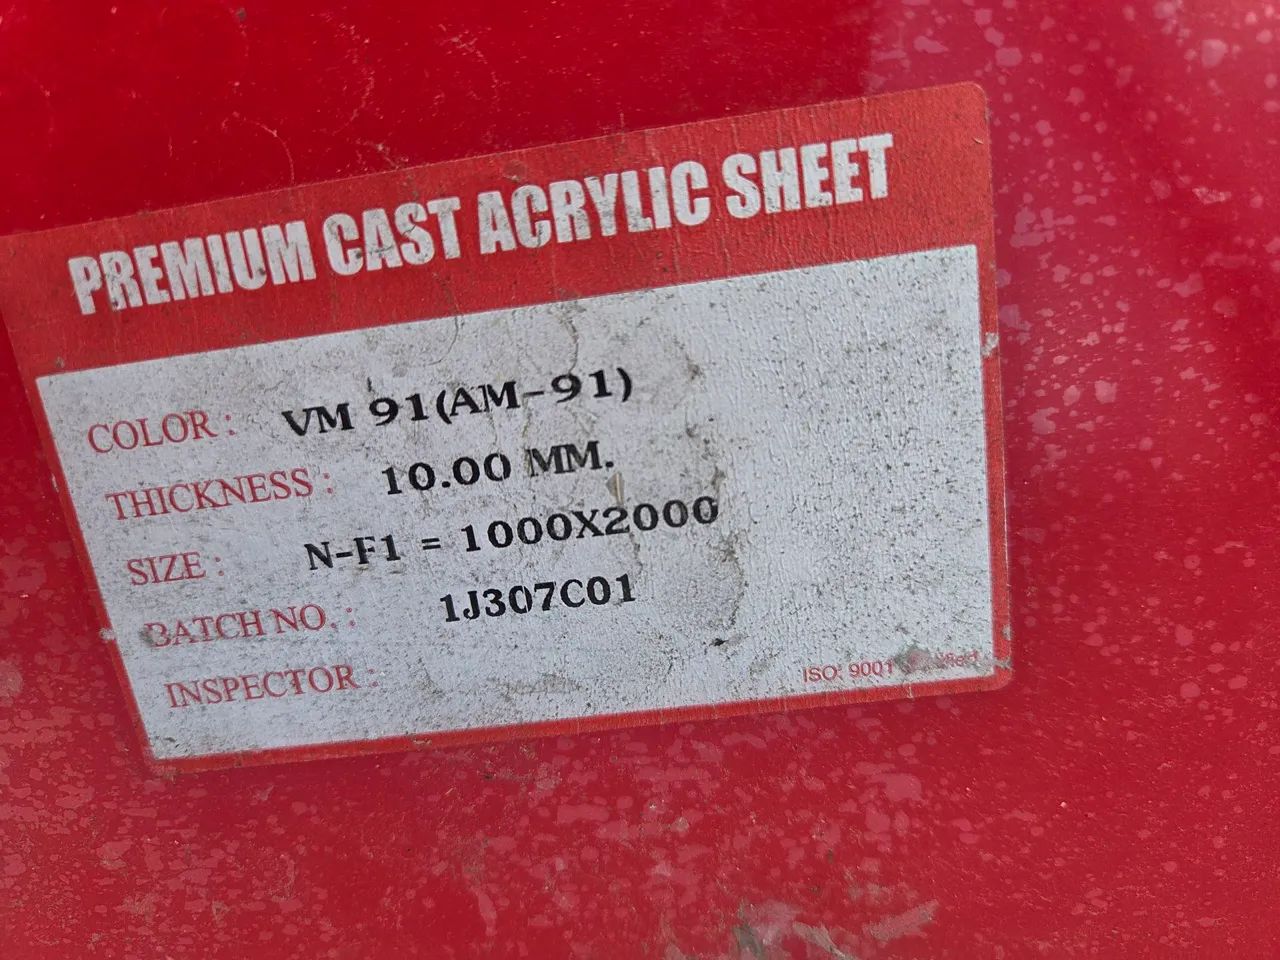 PREMIUM CAST ACRYLIC SHEET
COLOR : VM 91(AM-91)
THICKNESS : 10.00 MM.
SIZE : N-F1 = 1000X2000
BATCH NO. : 1J307C01
INSPECTOR :
ISO: 9001